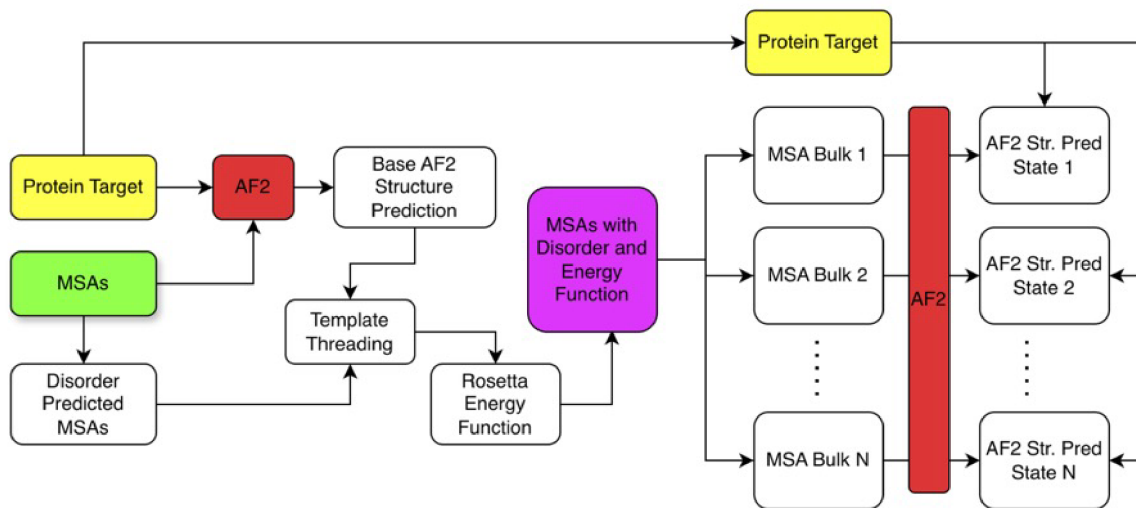 Protein Target
Protein Target
AF2
Base AF2
Structure
Prediction
MSAs
Disorder
Predicted
MSAs
Template
Threading
Rosetta
Energy
Function
MSAs with
Disorder and
Energy
Function
MSA Bulk 1
MSA Bulk 2
MSA Bulk N
AF2
AF2 Str. Pred
State 1
AF2 Str. Pred
State 2
AF2 Str. Pred
State N